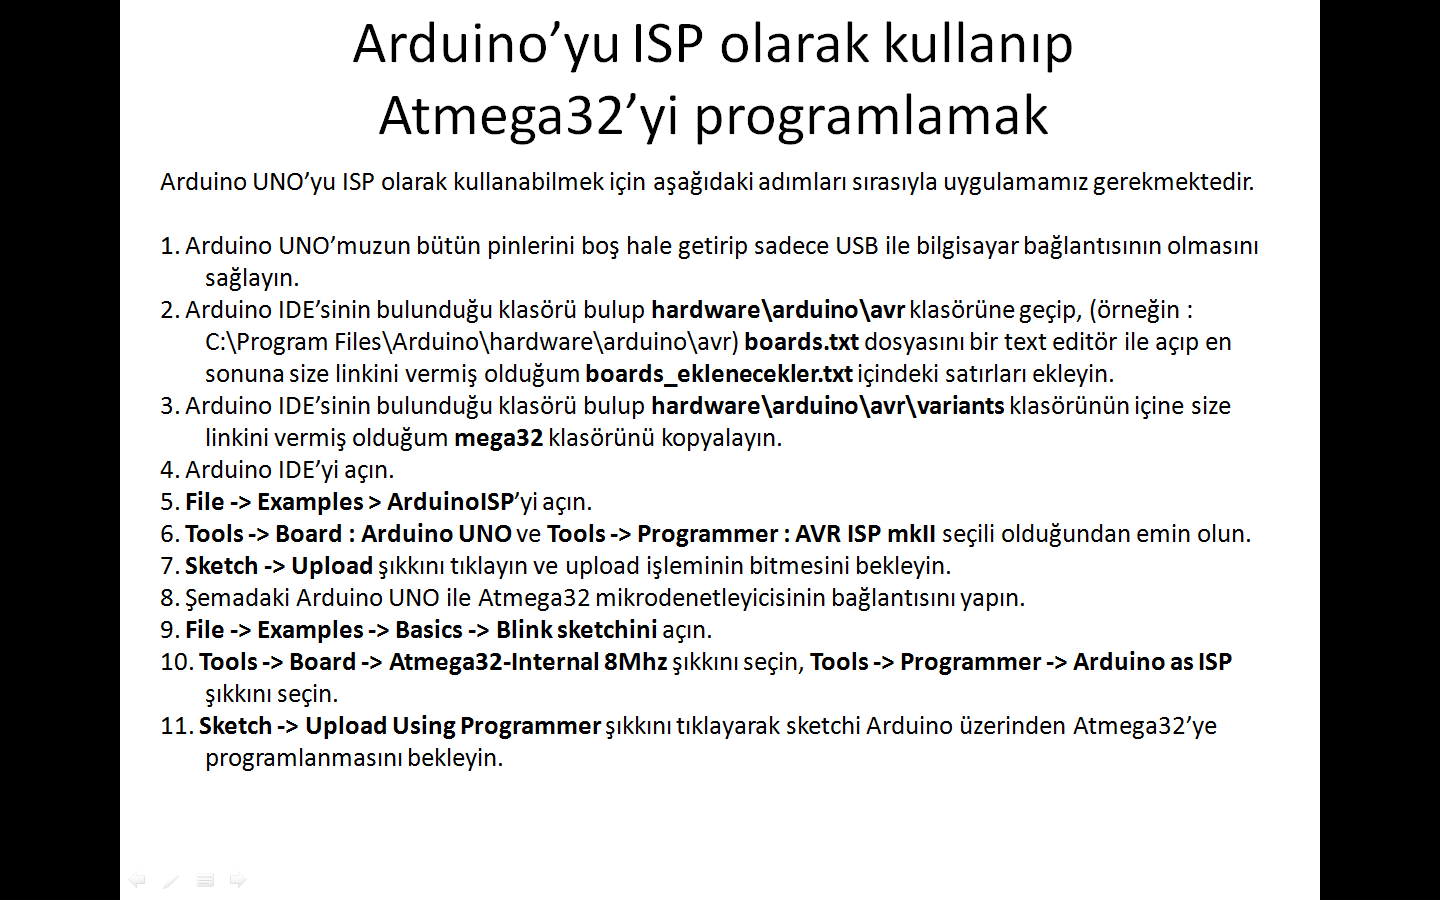 Arduino’yu ISP olarak kullanıp
Atmega32’yi programlamak
Arduino UNO’yu ISP olarak kullanabilmek için aşağıdaki adımları sırasıyla uygulamamız gerekmektedir.
1. Arduino UNO’muzun bütün pinlerini boş hale getirip sadece USB ile bilgisayar bağlantısının olmasını
sağlayın.
2. Arduino IDE’sinin bulunduğu klasörü bulup hardware\arduino\avr klasörüne geçip, (örneğin :
C:\Program Files\Arduino\hardware\arduino\avr) boards.txt dosyasını bir text editör ile açıp en
sonuna size linkini vermiş olduğum boards_eklenecekler.txt içindeki satırları ekleyin.
3. Arduino IDE’sinin bulunduğu klasörü bulup hardware\arduino\avr\variants klasörünün içine size
linkini vermiş olduğum mega32 klasörünü kopyalayın.
4. Arduino IDE’yi açın.
5. File -> Examples > ArduinoISP’yi açın.
6. Tools -> Board : Arduino UNO ve Tools -> Programmer : AVR ISP mkII seçili olduğundan emin olun.
7. Sketch -> Upload şıkkını tıklayın ve upload işleminin bitmesini bekleyin.
8. Şemadaki Arduino UNO ile Atmega32 mikrodenetleyicisinin bağlantısını yapın.
9. File -> Examples -> Basics -> Blink sketchini açın.
10. Tools -> Board -> Atmega32-Internal 8Mhz şıkkını seçin, Tools -> Programmer -> Arduino as ISP
şıkkını seçin.
11. Sketch -> Upload Using Programmer şıkkını tıklayarak sketchi Arduino üzerinden Atmega32’ye
programlanmasını bekleyin.